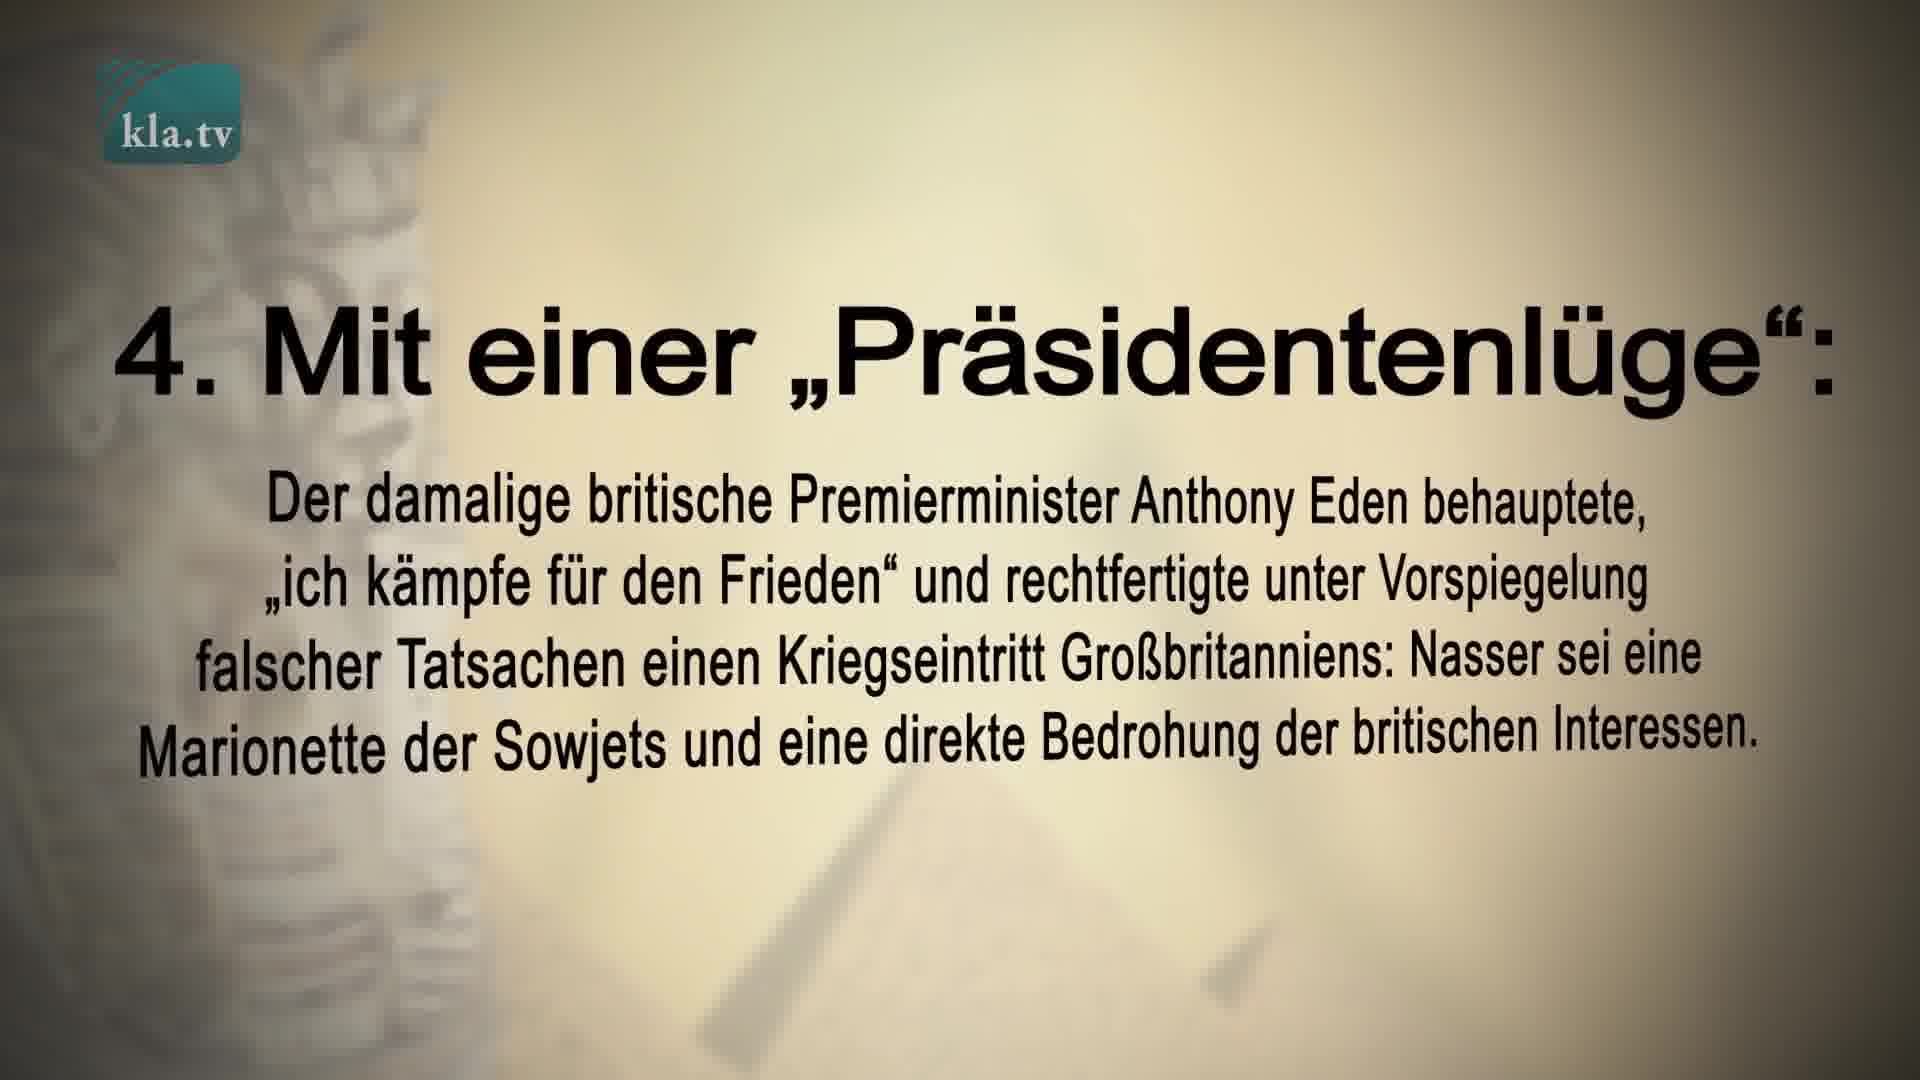 kla.tv
4. Mit einer „Präsidentenlüge“:
Der damalige britische Premierminister Anthony Eden behauptete,
„ich kämpfe für den Frieden“ und rechtfertigte unter Vorspiegelung
falscher Tatsachen einen Kriegseintritt Großbritanniens: Nasser sei eine
Marionette der Sowjets und eine direkte Bedrohung der britischen Interessen.